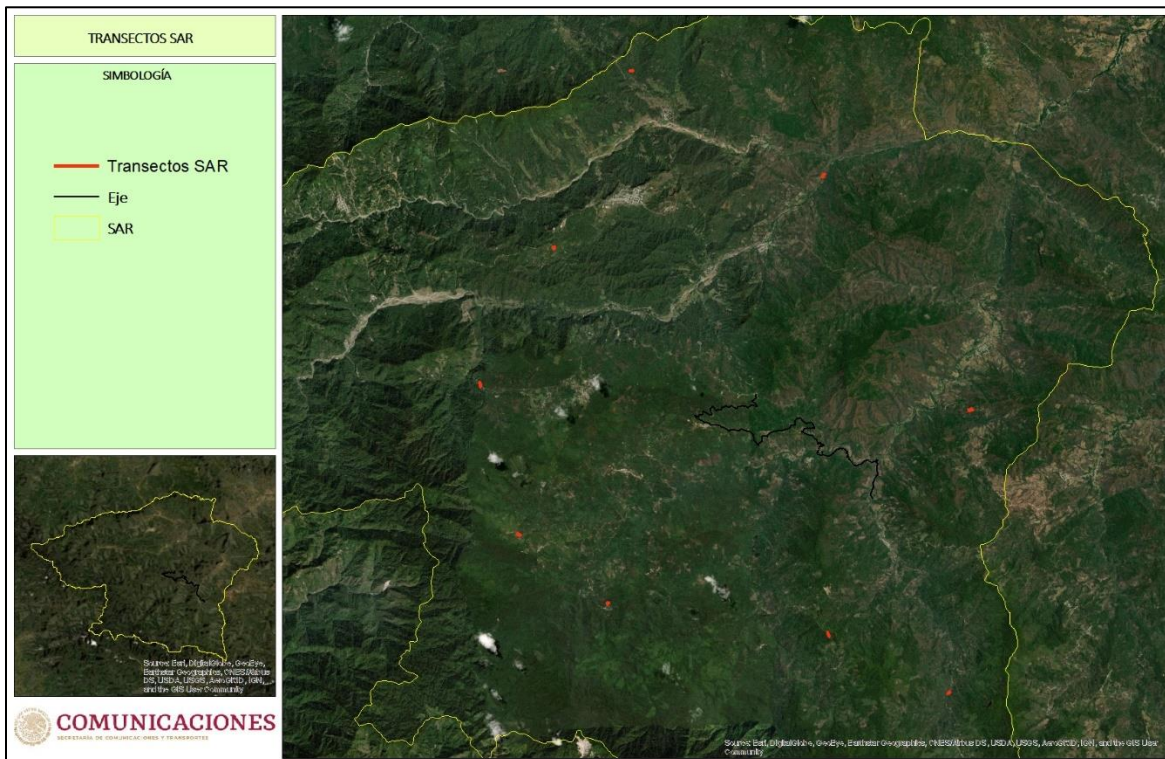 TRANSECTOS SAR
SIMBOLOGÍA
Transectos SAR
Eje
SAR
Source: Esri, DigitalGlobe, GeoEye,
Earthstar Geographics, CNES/Airbus
DS, USDA, USGS, AeroGRID, IGN,
and the GIS User Community
COMUNICACIONES
SECRETARÍA DE COMUNICACIONES Y TRANSPORTES
Source: Esri, DigitalGlobe, GeoEye, Earthstar Geographics, CNES/Airbus DS, USDA, USGS, AeroGRID, IGN, and the GIS User
Community